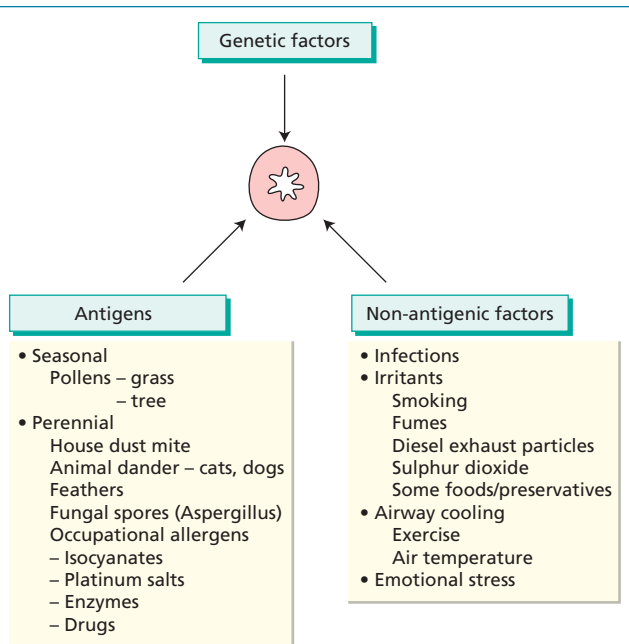 Genetic factors
Antigens
• Seasonal
Pollens – grass
– tree
• Perennial
House dust mite
Animal dander – cats, dogs
Feathers
Fungal spores (Aspergillus)
Occupational allergens
– Isocyanates
– Platinum salts
– Enzymes
– Drugs
Non-antigenic factors
• Infections
• Irritants
Smoking
Fumes
Diesel exhaust particles
Sulphur dioxide
Some foods/preservatives
• Airway cooling
Exercise
Air temperature
• Emotional stress